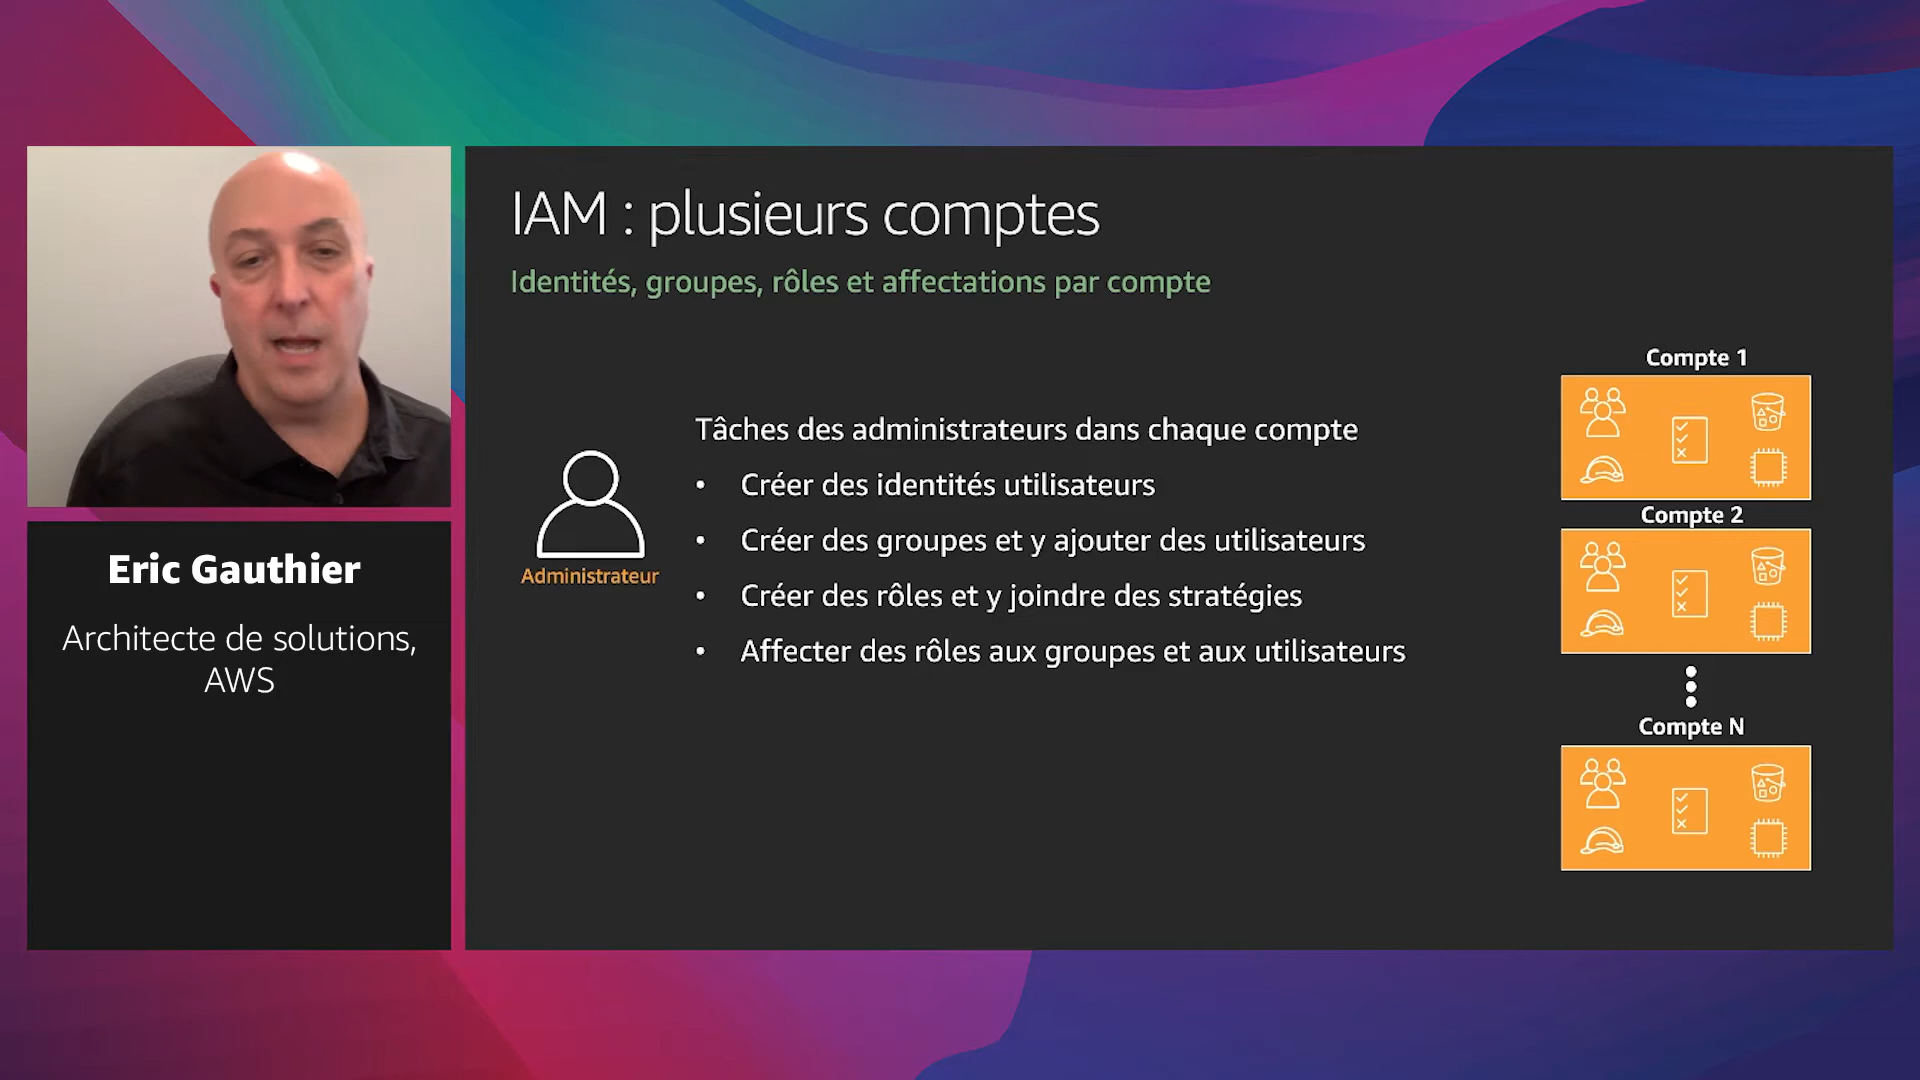 IAM : plusieurs comptes
Identités, groupes, rôles et affectations par compte
Tâches des administrateurs dans chaque compte
• Créer des identités utilisateurs
• Créer des groupes et y ajouter des utilisateurs
• Créer des rôles et y joindre des stratégies
• Affecter des rôles aux groupes et aux utilisateurs
Administrateur
Compte 1
Compte 2
Compte N
Eric Gauthier
Architecte de solutions,
AWS